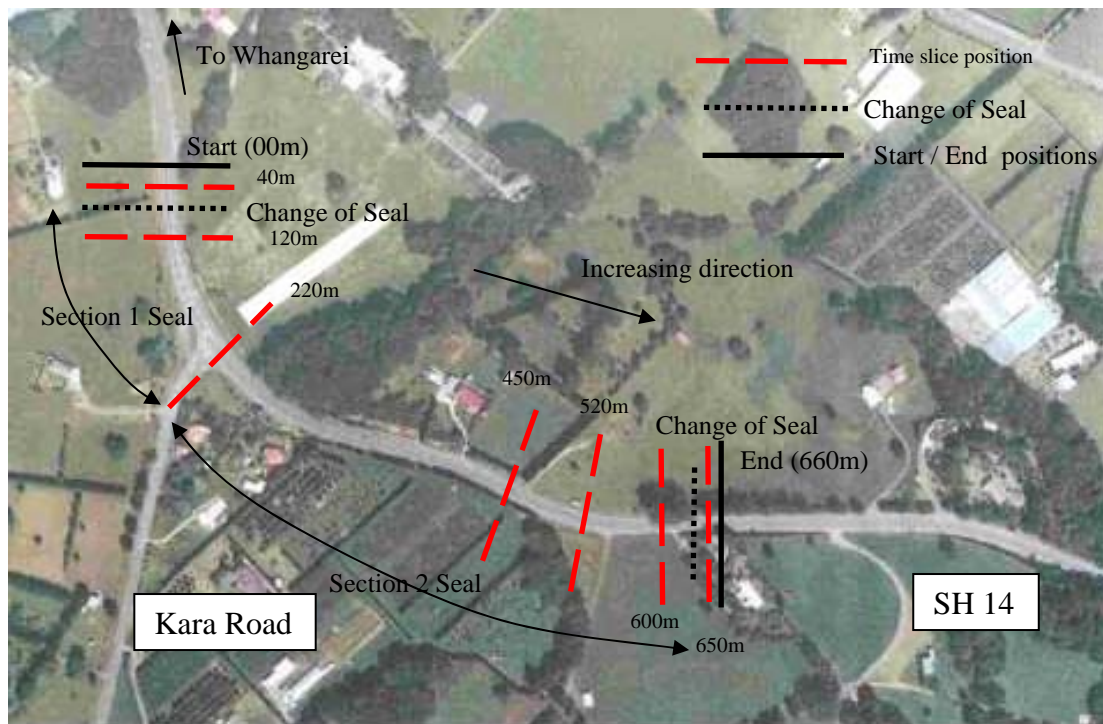 To Whangarei
Time slice position
Change of Seal
Start / End positions
Start (00m)
40m
Change of Seal
120m
220m
Increasing direction
Section 1 Seal
450m
520m
Change of Seal
End (660m)
Section 2 Seal
600m
650m
Kara Road
SH 14